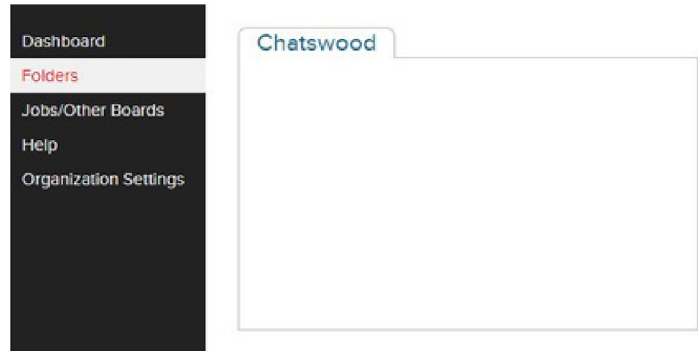 Dashboard
Folders
Jobs/Other Boards
Help
Organization Settings
Chatswood